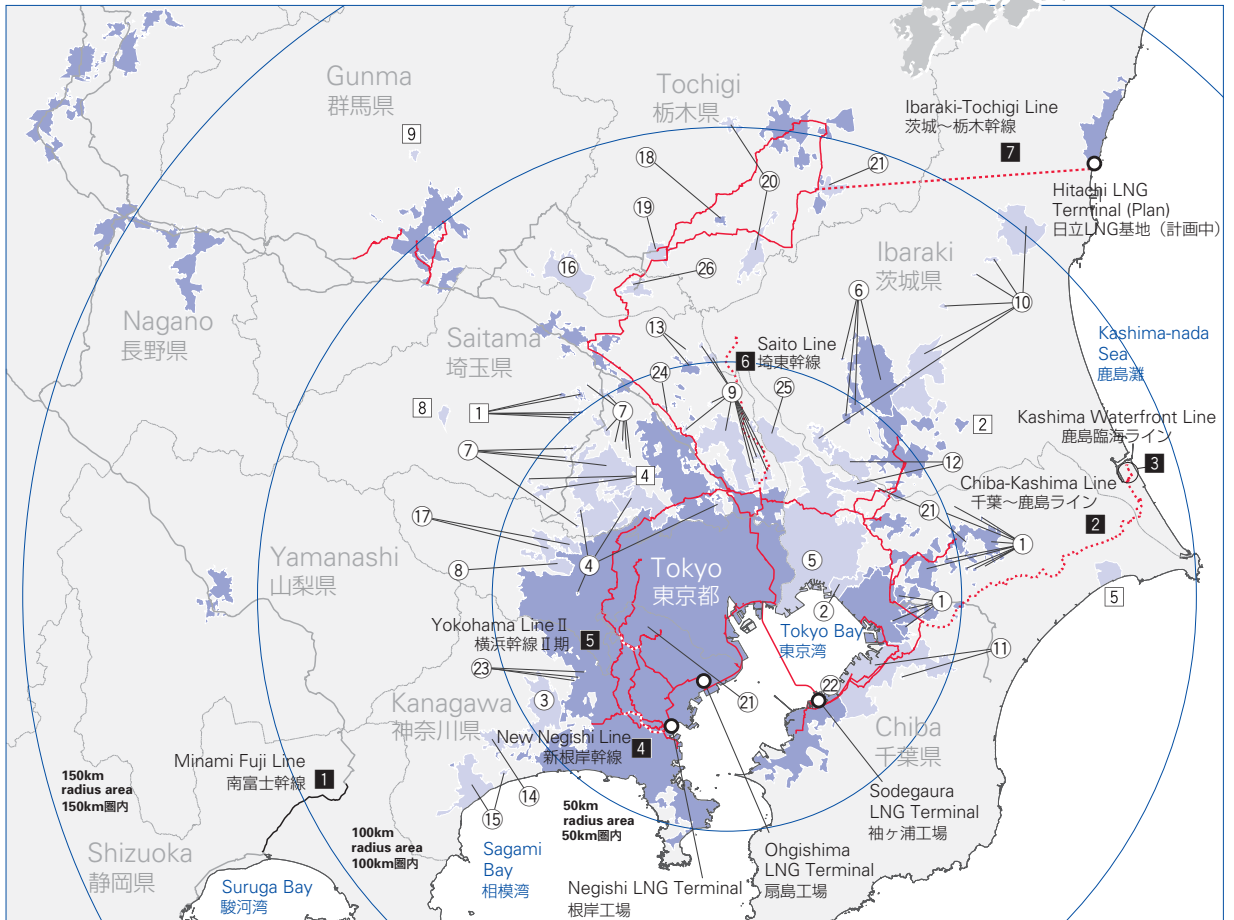 Gunma
群馬県
9
Tochigi
栃木県
Ibaraki-Tochigi Line
茨城〜栃木幹線
7
Hitachi LNG
Terminal (Plan)
日立LNG基地（計画中）
18
20
21
19
16
26
Ibaraki
茨城県
10
6
Nagano
長野県
Saitama
埼玉県
13
Saito Line
6
埼東幹線
Kashima-nada
Sea
鹿島灘
24
9
25
8
1
7
2
Kashima Waterfront Line
鹿島臨海ライン
3
7
4
12
Chiba-Kashima Line
千葉〜鹿島ライン
2
17
21
1
Yamanashi
山梨県
8
4
Tokyo
東京都
5
5
2
1
Yokohama Line Ⅱ
横浜幹線Ⅱ期
5
Tokyo Bay
東京湾
11
23
3
21
22
Kanagawa
神奈川県
New Negishi Line
新根岸幹線
4
Chiba
千葉県
Minami Fuji Line
南富士幹線
1
14
15
150km
radius area
150km圏内
100km
radius area
100km圏内
50km
radius area
50km圏内
Sodegaura
LNG Terminal
袖ヶ浦工場
Shizuoka
静岡県
Suruga Bay
駿河湾
Sagami
Bay
相模湾
Negishi LNG Terminal
根岸工場
Ohgishima
LNG Terminal
扇島工場